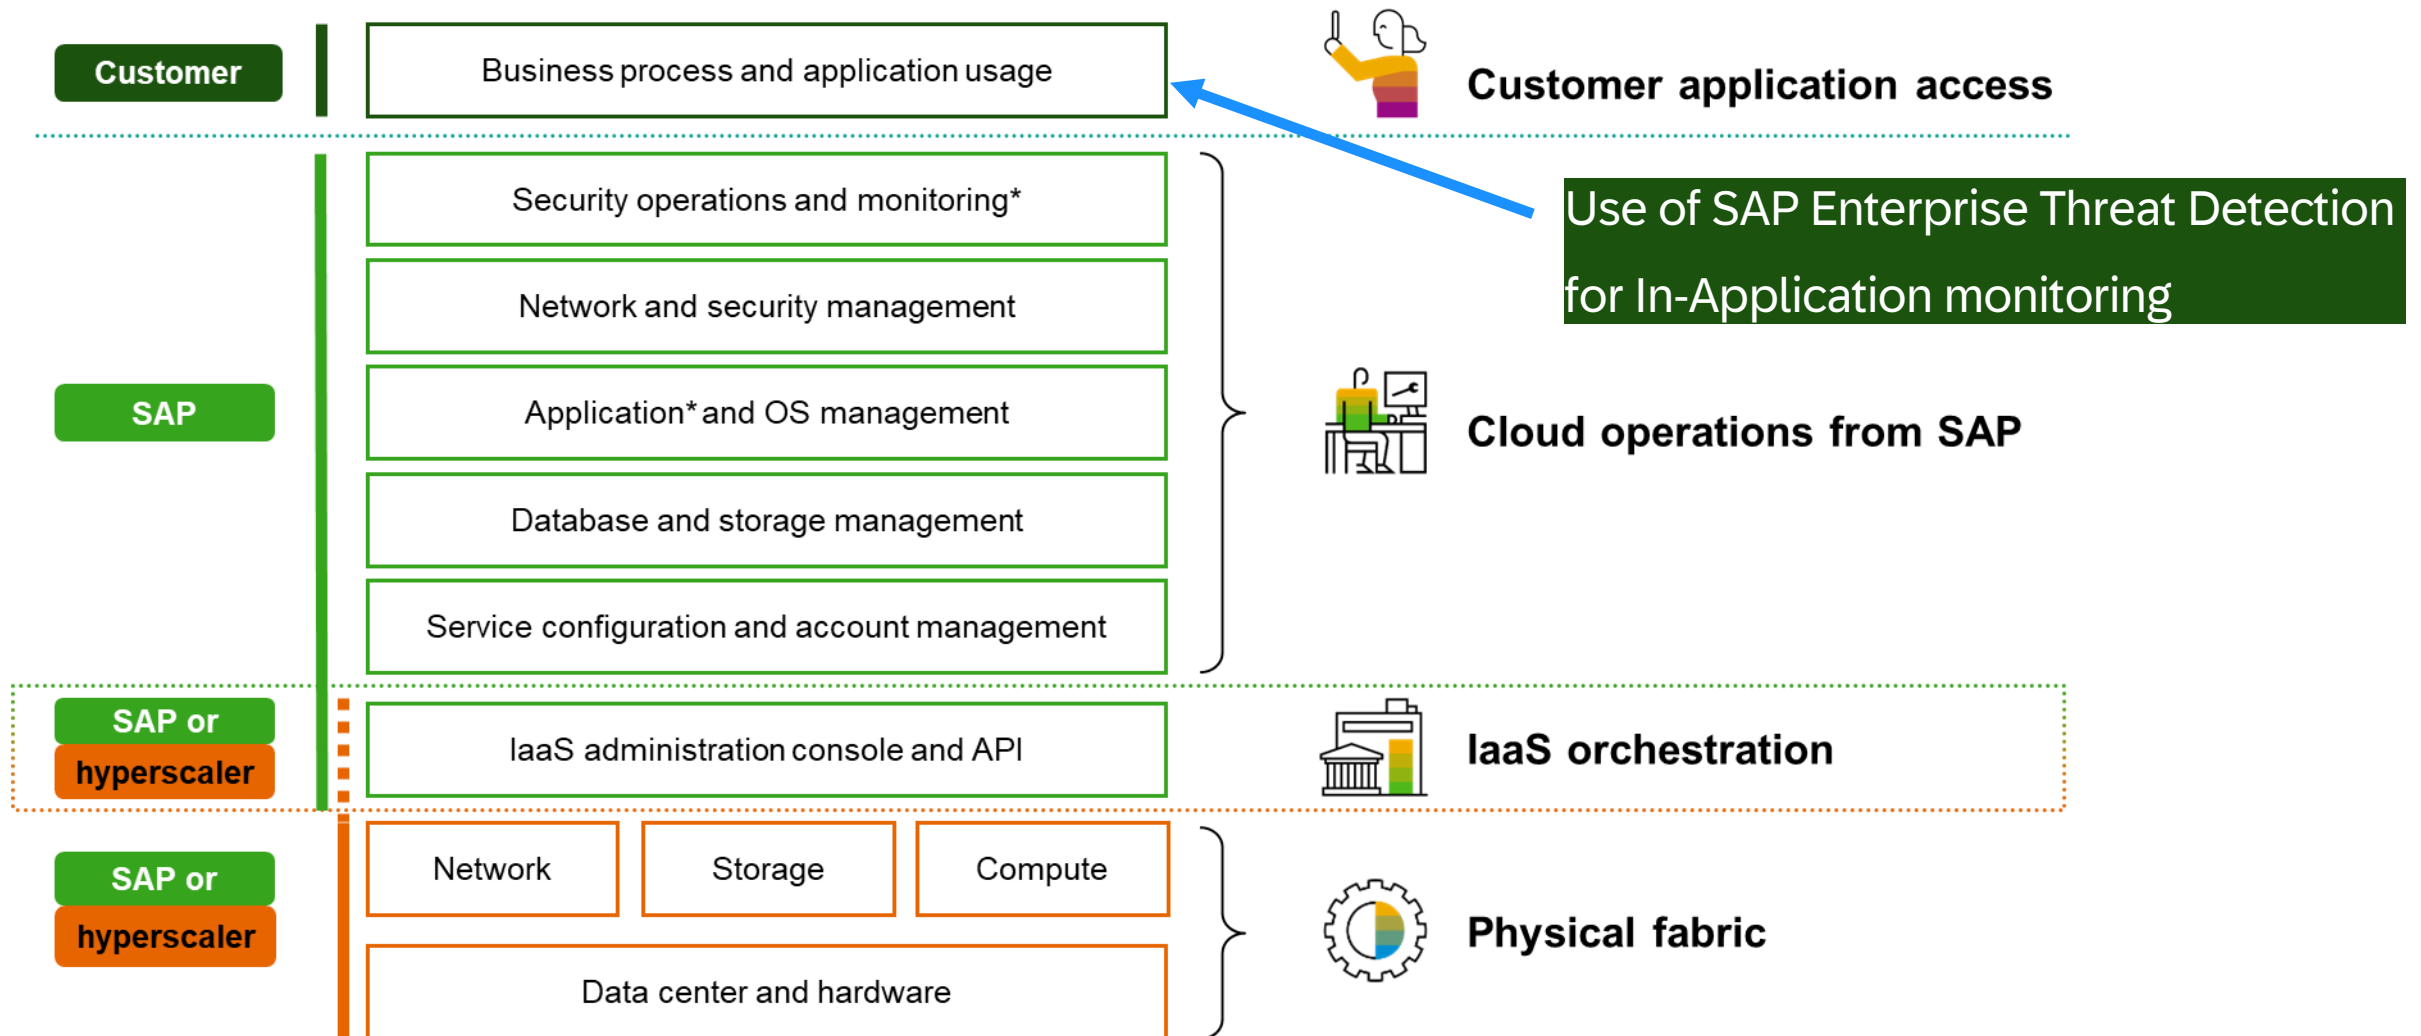 Customer
Business process and application usage
Customer application access
Security operations and monitoring*
Use of SAP Enterprise Threat Detection
for In-Application monitoring
Network and security management
SAP
Application* and OS management
Cloud operations from SAP
Database and storage management
Service configuration and account management
SAP or
hyperscaler
IaaS administration console and API
IaaS orchestration
SAP or
hyperscaler
Network
Storage
Compute
Physical fabric
Data center and hardware